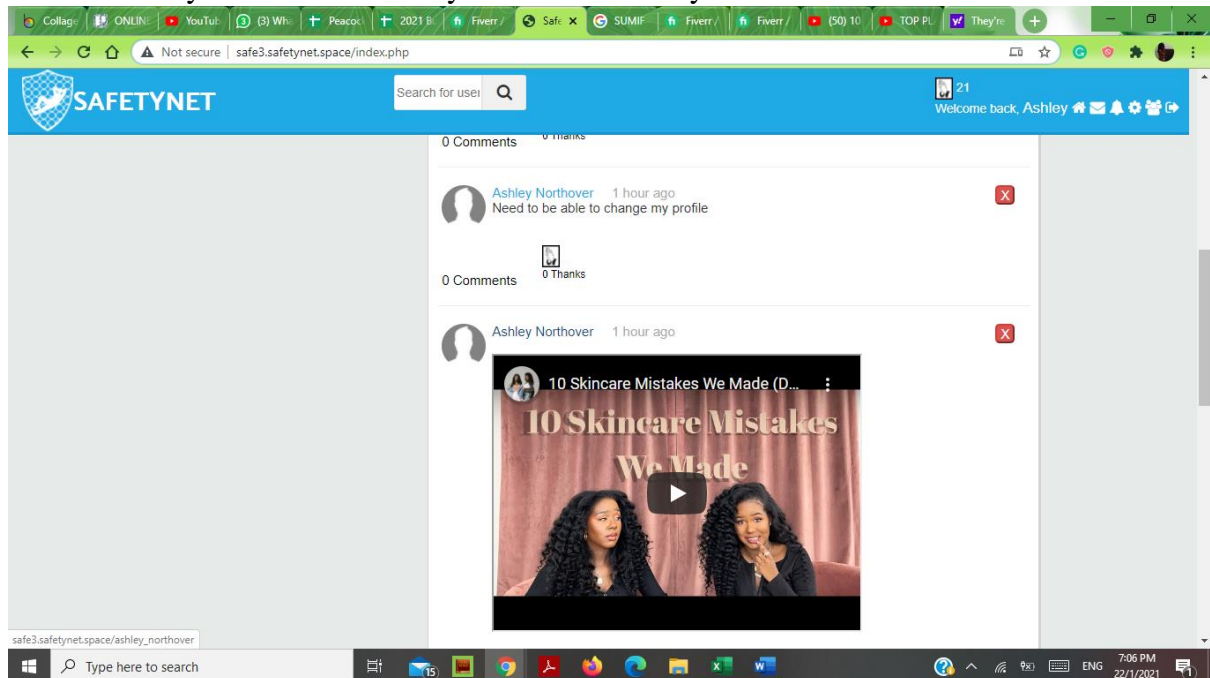 Collage
ONLINE
YouTub
(3) Wha
Peacoc
2021 B
Fiverr /
Safe
SUMIF
Fiverr /
Fiverr /
(50) 10
TOP PL
They're
Not secure | safe3.safetynet.space/index.php
SAFETYNET
Search for user
21
Welcome back, Ashley
0 Comments
0 Thanks
Ashley Northover 1 hour ago
X
Need to be able to change my profile
0 Comments
0 Thanks
Ashley Northover 1 hour ago
X
10 Skincare Mistakes We Made (D...
10 Skincare Mistakes
We Made
safe3.safetynet.space/ashley_northover
Type here to search
15
ENG
7:06 PM
22/1/2021
1